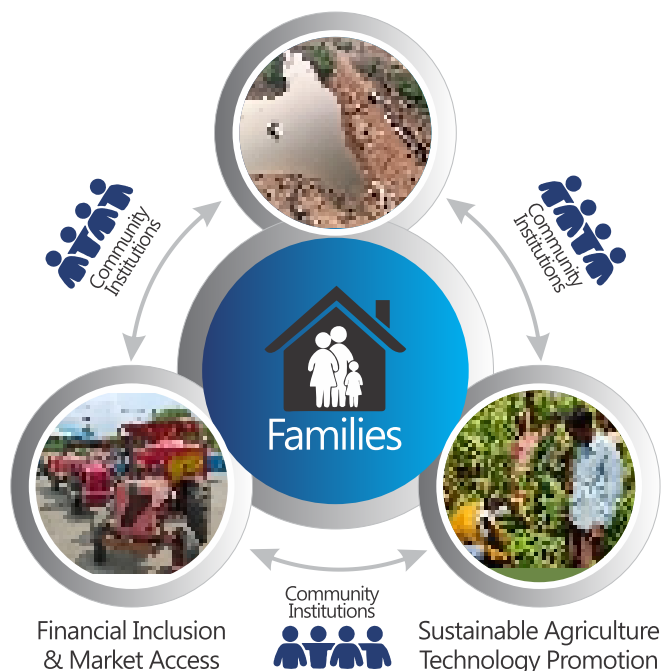 Community
Institutions
Community
Institutions
Families
Community
Institutions
Financial Inclusion
& Market Access
Sustainable Agriculture
Technology Promotion